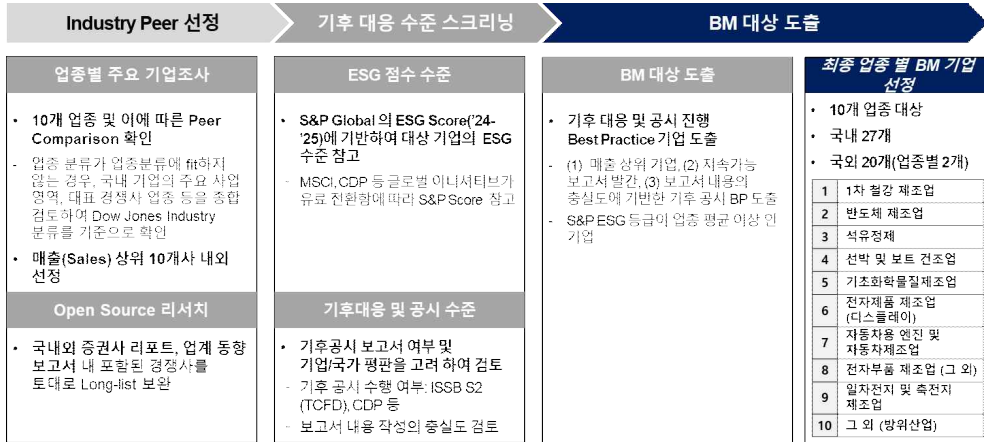 Industry Peer 선정
기후 대응 수준 스크리닝
BM 대상 도출
업종별 주요 기업조사
• 10개 업종 및 이에 따른 Peer
Comparison 확인
- 업종 분류가 업종분류에 fit하지
않는 경우, 국내 기업의 주요 사업
영역, 대표 경쟁사 업종 등을 종합
검토하여 Dow Jones Industry
분류를 기준으로 확인
• 매출(Sales) 상위 10개사 내외
선정
Open Source 리서치
• 국내외 증권사 리포트, 업계 동향
보고서 내 포함된 경쟁사를
토대로 Long-list 보완
ESG 점수 수준
• S&P Global 의 ESG Score('24-
'25)에 기반하여 대상 기업의 ESG
수준 참고
- MSCI, CDP 등 글로벌 이니셔티브가
유료 전환함에 따라 S&P Score 참고
기후대응 및 공시 수준
• 기후공시 보고서 여부 및
기업/국가 평판을 고려 하여 검토
- 기후 공시 수행 여부: ISSB S2
(TCFD), CDP 등
- 보고서 내용 작성의 충실도 검토
BM 대상 도출
• 기후 대응 및 공시 진행
Best Practice 기업 도출
- (1) 매출 상위 기업, (2) 지속가능
보고서 발간, (3) 보고서 내용의
충실도에 기반한 기후 공시 BP 도출
- S&P ESG 등급이 업종 평균 이상 인
기업
최종 업종 별 BM 기업
선정
• 10개 업종 대상
• 국내 27개
• 국외 20개(업종별 2개)
1 1차 철강 제조업
2 반도체 제조업
3 석유정제
4 선박 및 보트 건조업
5 기초화학물질제조업
6 전자제품 제조업
(디스플레이)
7 자동차용 엔진 및
자동차제조업
8 전자부품 제조업 (그 외)
9 일차전지 및 축전지
제조업
10 그 외 (방위산업)